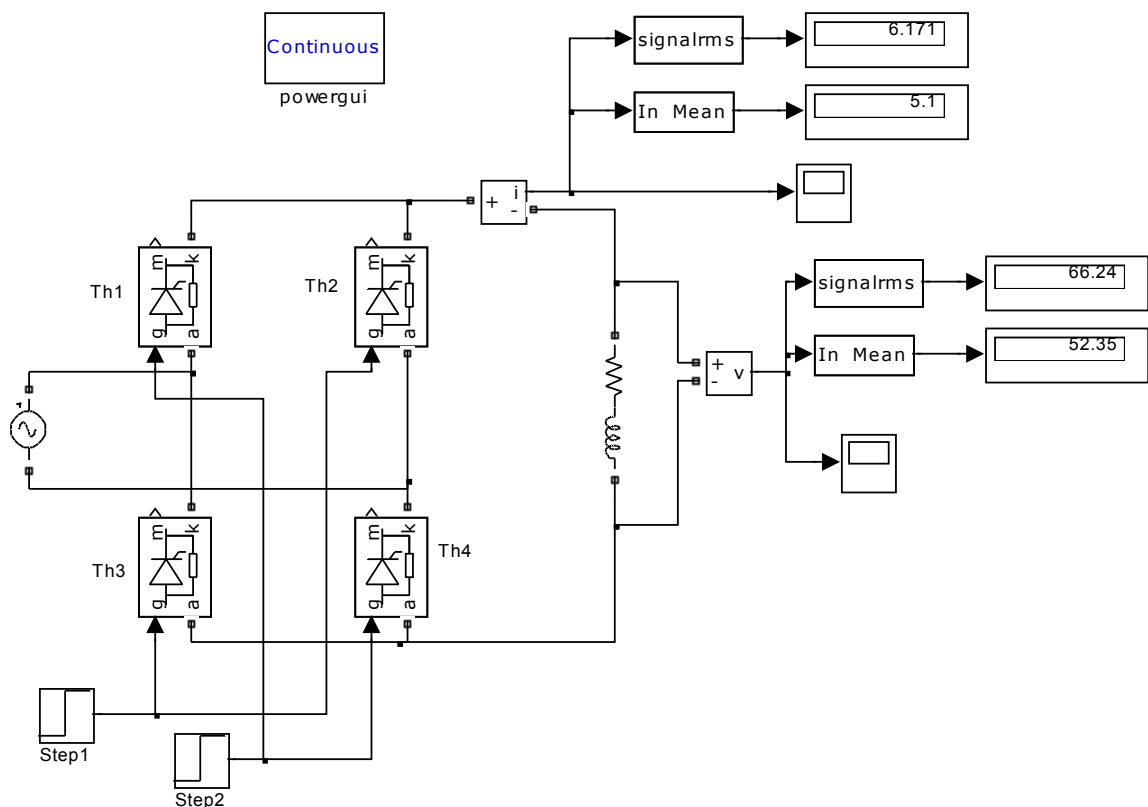 Continuous
powergui
signalrms
6.171
In Mean
5.1
+
i
-
m
k
g
a
Th1
m
k
g
a
Th2
signalrms
66.24
In Mean
52.35
+
-
v
m
k
g
a
Th3
m
k
g
a
Th4
Step1
Step2